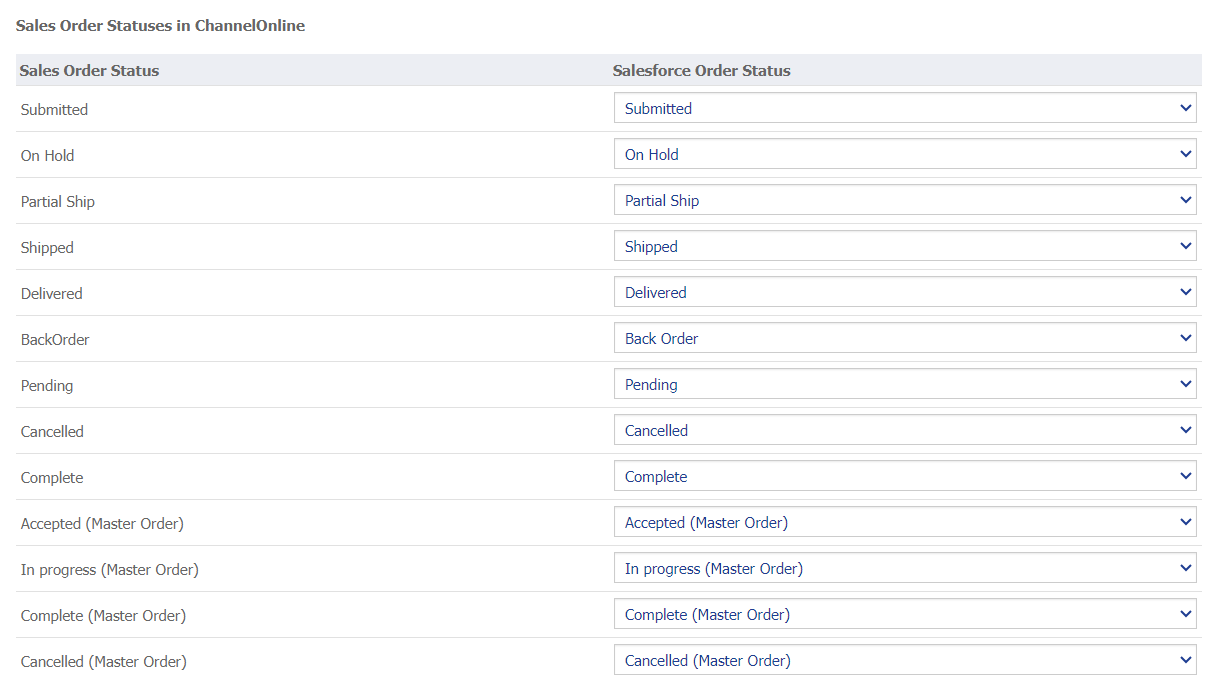 Sales Order Statuses in ChannelOnline
Sales Order Status Salesforce Order Status
Submitted Submitted
On Hold On Hold
Partial Ship Partial Ship
Shipped Shipped
Delivered Delivered
BackOrder Back Order
Pending Pending
Cancelled Cancelled
Complete Complete
Accepted (Master Order) Accepted (Master Order)
In progress (Master Order) In progress (Master Order)
Complete (Master Order) Complete (Master Order)
Cancelled (Master Order) Cancelled (Master Order)